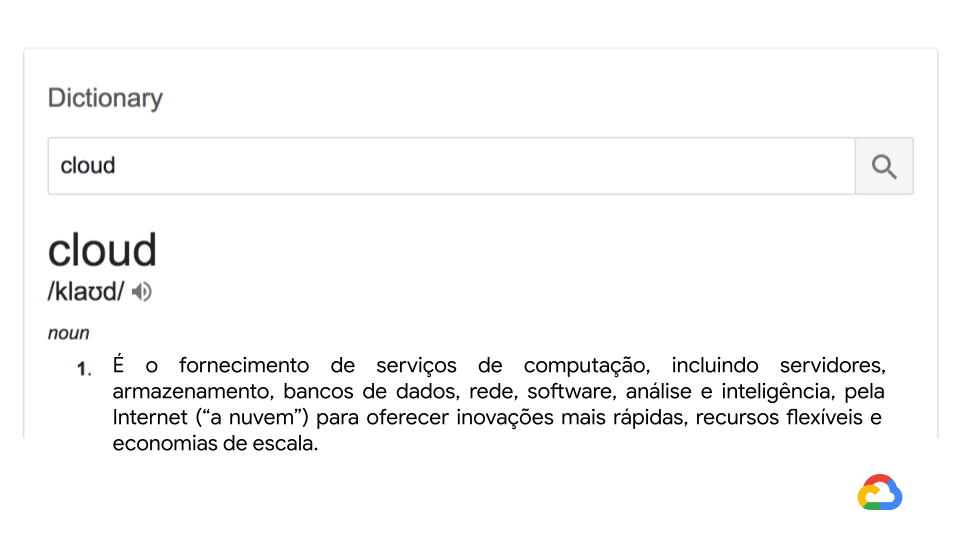 Dictionary
cloud
cloud
/klaʊd/
noun
1. É o fornecimento de serviços de computação, incluindo servidores,
armazenamento, bancos de dados, rede, software, análise e inteligência, pela
Internet (“a nuvem”) para oferecer inovações mais rápidas, recursos flexíveis e
economias de escala.